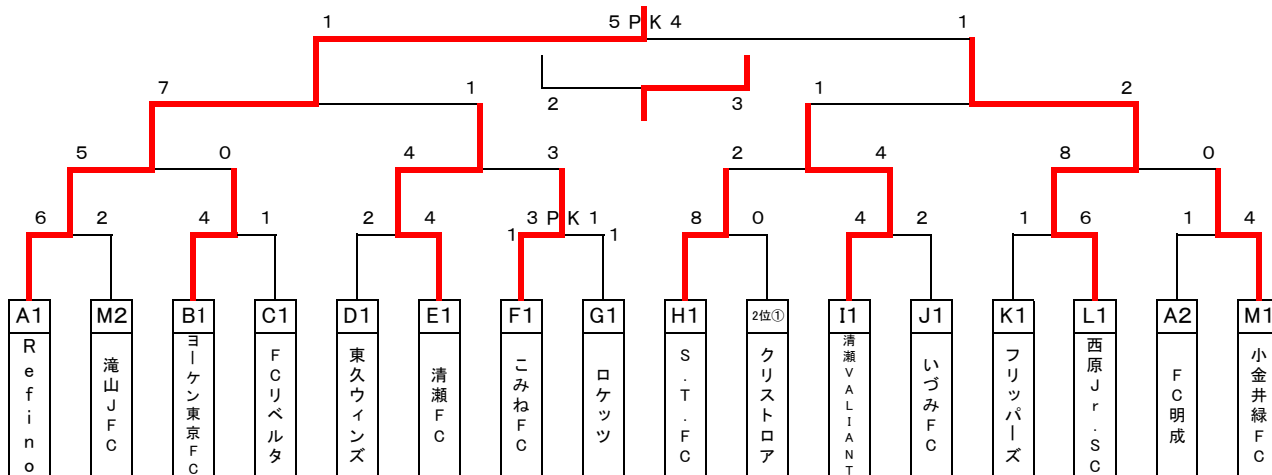 1 5 PK 4 1
7 1 1 2
2 3
5 0 4 3 2 4 8 0
6 2 4 1 2 4 3 PK 1 8 0 4 2 1 6 1 4
1 1
A1 M2 B1 C1 D1 E1 F1 G1 H1 2位① I1 J1 K1 L1 A2 M1
Refino
滝山JFC
ヨーケン東京FC
FCリベルタ
東久ウィンズ
清瀬FC
こみねFC
ロケッツ
S.T.FC
クリストロア
清瀬VALIANT
いづみFC
フリッパーズ
西原Jr.SC
FC明成
小金井緑FC